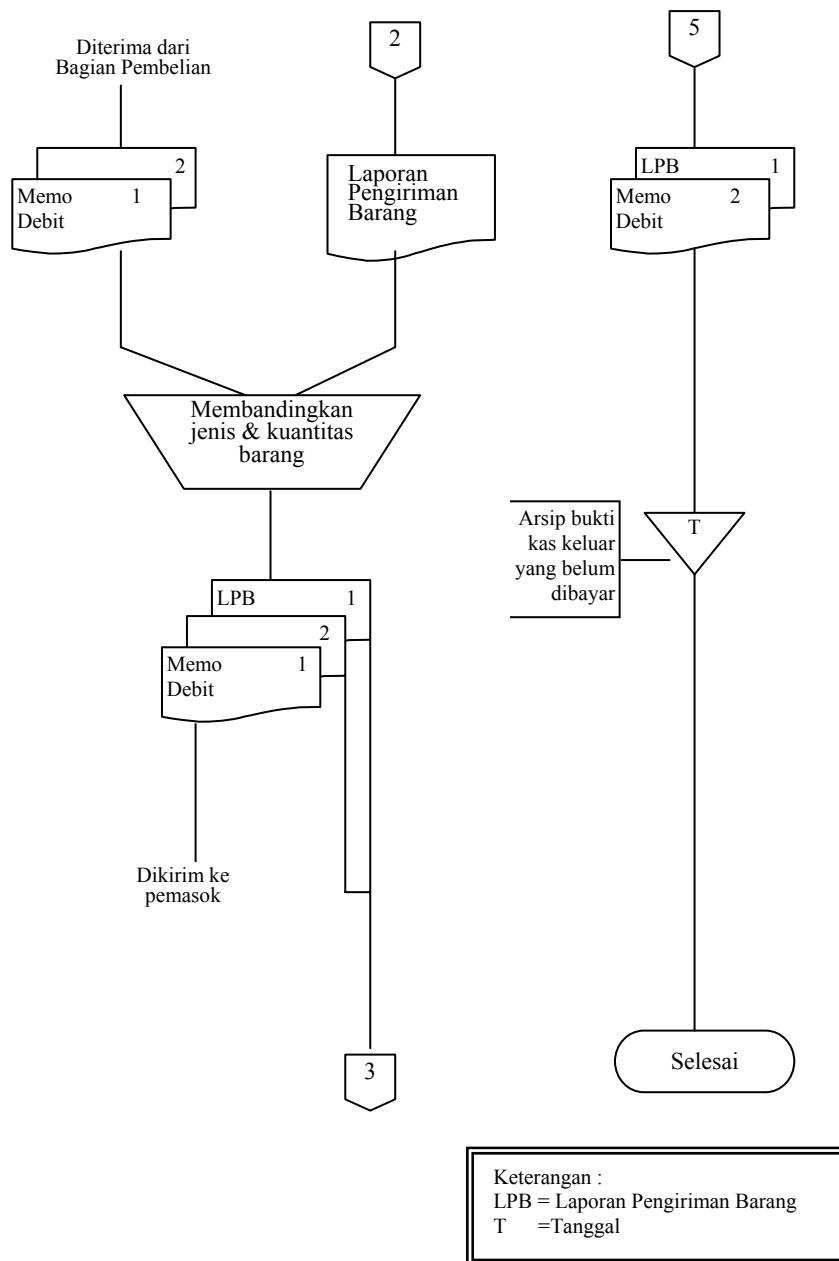 Diterima dari
Bagian Pembelian
2
5
2
Memo 1
Debit
Laporan
Pengiriman
Barang
LPB 1
Memo 2
Debit
Membandingkan
jenis & kuantitas
barang
Arsip bukti
kas keluar
yang belum
dibayar
T
LPB 1
2
Memo 1
Debit
Dikirim ke
pemasok
3
Selesai
Keterangan :
LPB = Laporan Pengiriman Barang
T =Tanggal